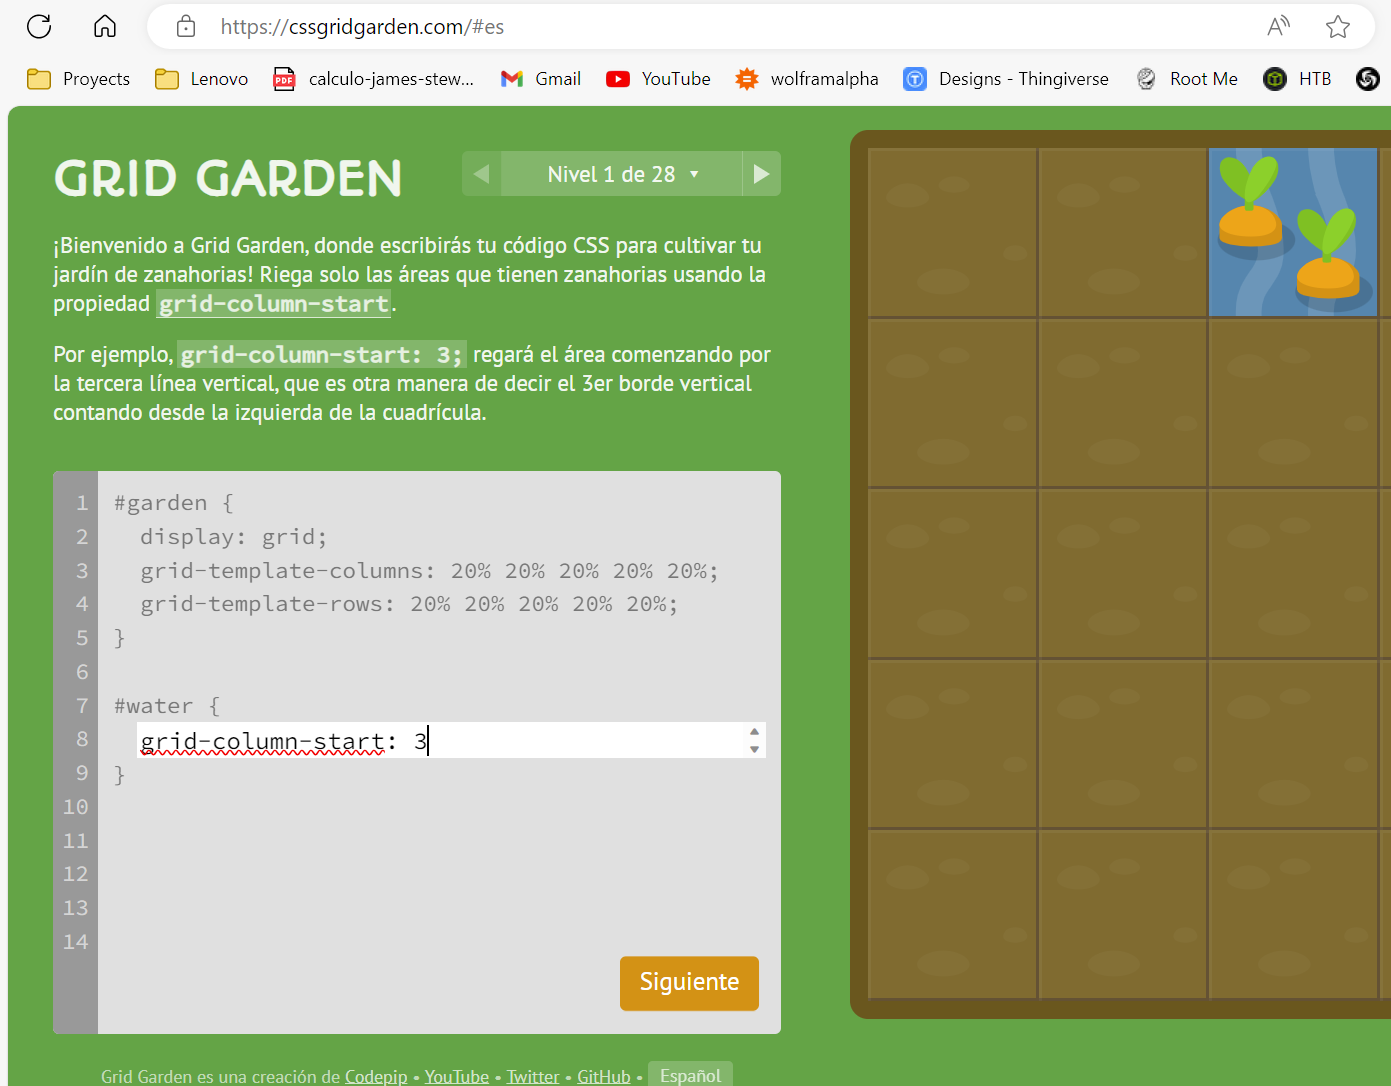 https://cssgridgarden.com/#es
Proyects Lenovo PDF calculo-james-stew... Gmail YouTube wolframalpha Designs - Thingiverse Root Me HTB
GRID GARDEN
Nivel 1 de 28
¡Bienvenido a Grid Garden, donde escribirás tu código CSS para cultivar tu
jardín de zanahorias! Riega solo las áreas que tienen zanahorias usando la
propiedad grid-column-start.
Por ejemplo, grid-column-start: 3; regará el área comenzando por
la tercera línea vertical, que es otra manera de decir el 3er borde vertical
contando desde la izquierda de la cuadrícula.
1 #garden {
2 display: grid;
3 grid-template-columns: 20% 20% 20% 20% 20%;
4 grid-template-rows: 20% 20% 20% 20% 20%;
5 }
6
7 #water {
8 grid-column-start: 3
9 }
10
11
12
13
14
Siguiente
Grid Garden es una creación de Codepip • YouTube • Twitter • GitHub • Español